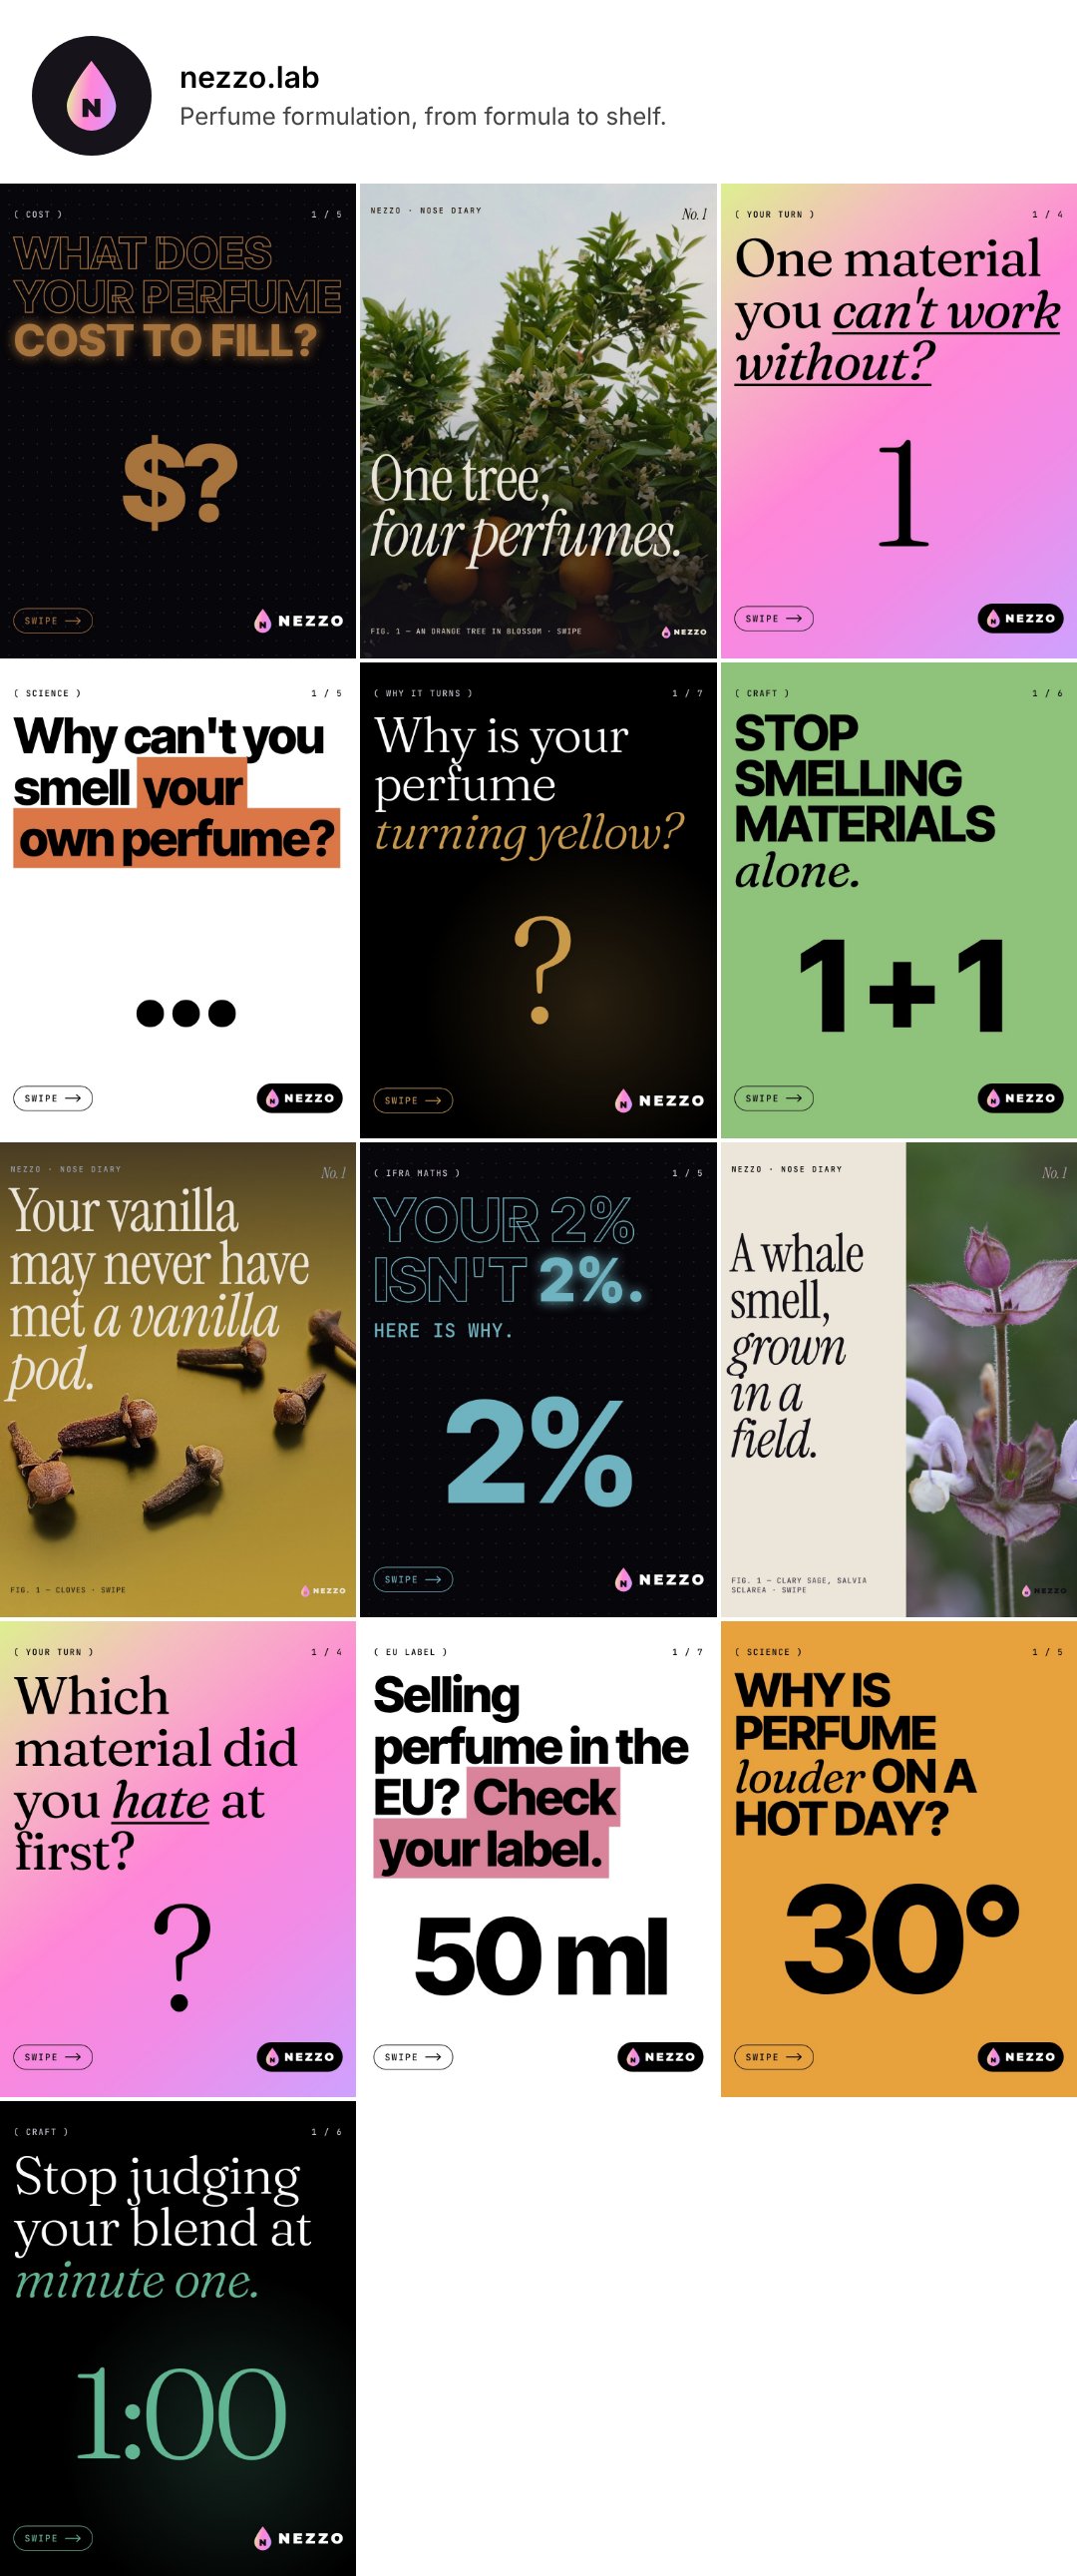 N
nezzo.lab
Perfume formulation, from formula to shelf.
( COST )
1 / 5
WHAT DOES
YOUR PERFUME
COST TO FILL?
$?
SWIPE →
N NEZZO
NEZZO · NOSE DIARY
No. 1
One tree,
four perfumes.
FIG. 1 — AN ORANGE TREE IN BLOSSOM · SWIPE
N NEZZO
( YOUR TURN )
1 / 4
One material
you can't work
without?
1
SWIPE →
N NEZZO
( SCIENCE )
1 / 5
Why can't you
smell your
own perfume?
SWIPE →
N NEZZO
( WHY IT TURNS )
1 / 7
Why is your
perfume
turning yellow?
?
SWIPE →
N NEZZO
( CRAFT )
1 / 6
STOP
SMELLING
MATERIALS
alone.
1+1
SWIPE →
N NEZZO
NEZZO · NOSE DIARY
No. 1
Your vanilla
may never have
met a vanilla
pod.
FIG. 1 — CLOVES · SWIPE
N NEZZO
( IFRA MATHS )
1 / 5
YOUR 2%
ISN'T 2%.
HERE IS WHY.
2%
SWIPE →
N NEZZO
NEZZO · NOSE DIARY
No. 1
A whale
smell,
grown
in a
field.
FIG. 1 — CLARY SAGE, SALVIA
SCLAREA · SWIPE
N NEZZO
( YOUR TURN )
1 / 4
Which
material did
you hate at
first?
?
SWIPE →
N NEZZO
( EU LABEL )
1 / 7
Selling
perfume in the
EU? Check
your label.
50 ml
SWIPE →
N NEZZO
( SCIENCE )
1 / 5
WHY IS
PERFUME
louder ON A
HOT DAY?
30°
SWIPE →
N NEZZO
( CRAFT )
1 / 6
Stop judging
your blend at
minute one.
1:00
SWIPE →
N NEZZO